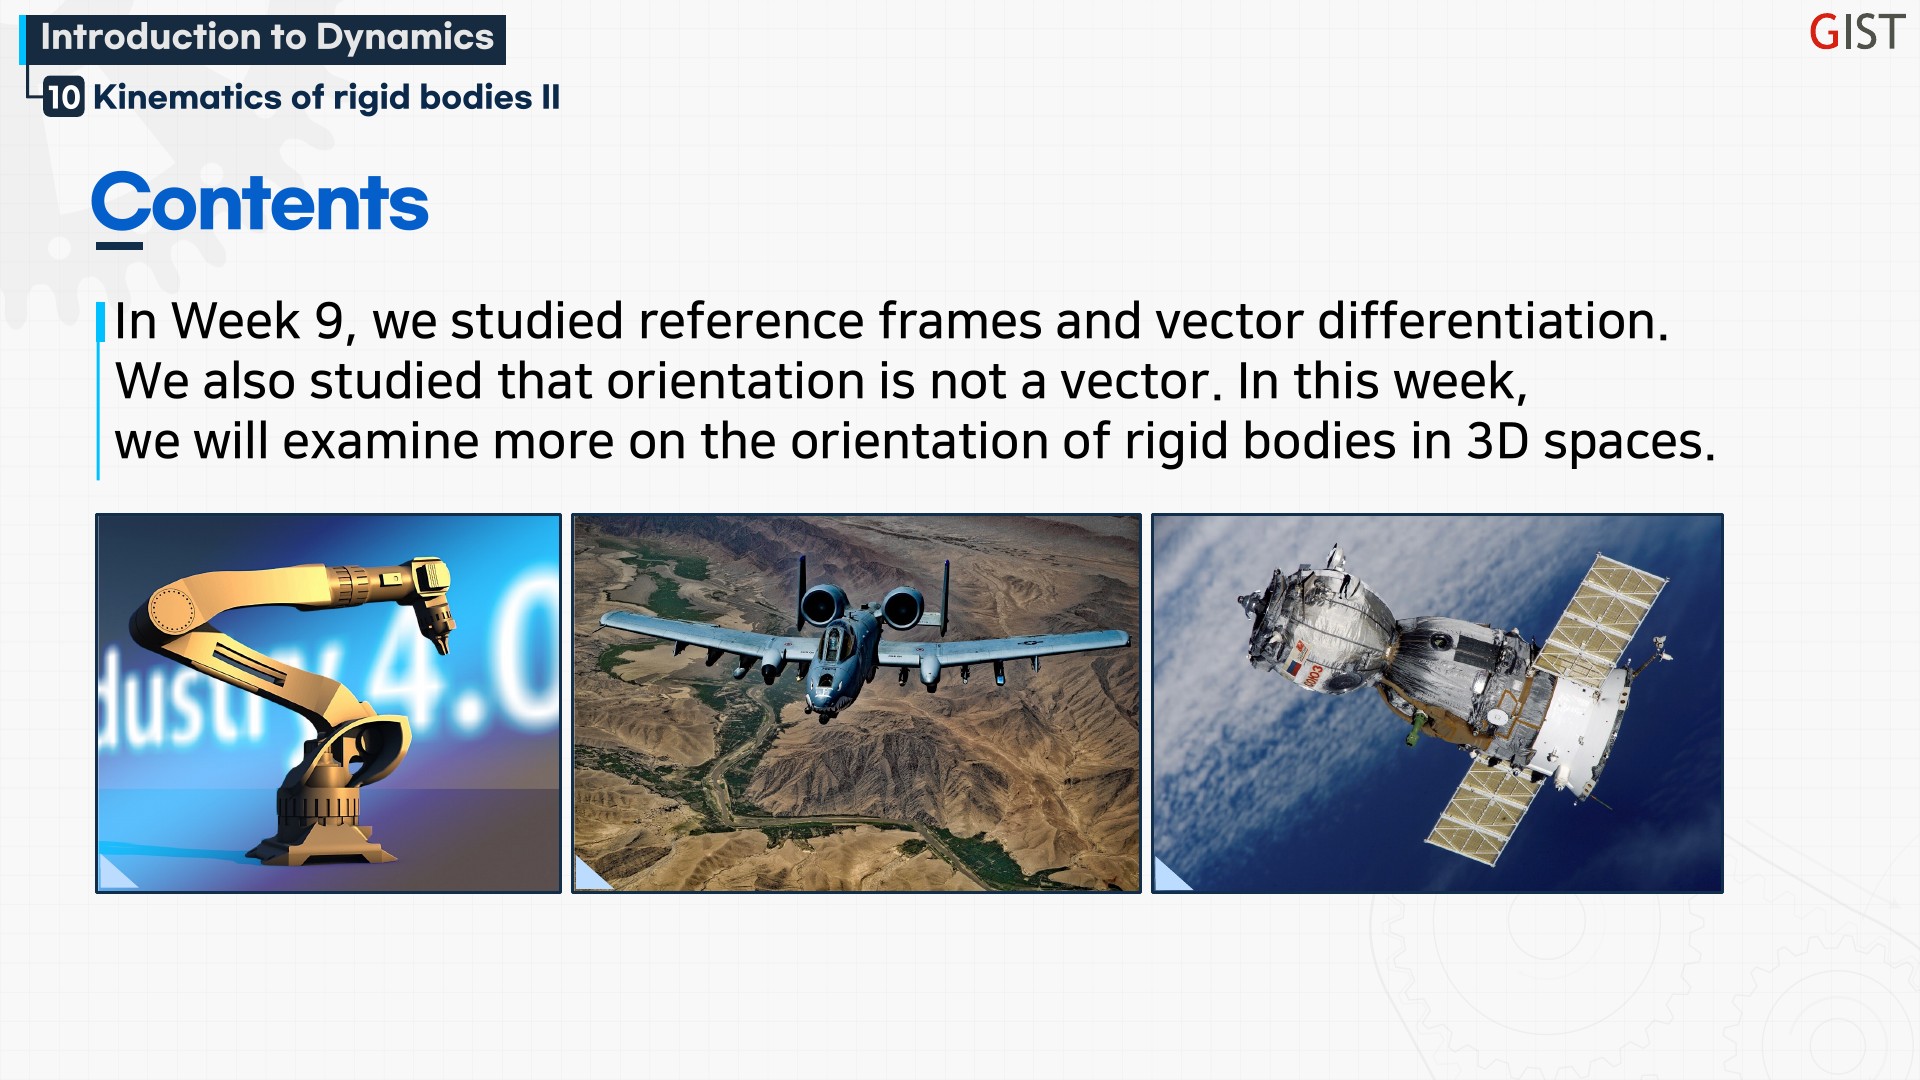 Introduction to Dynamics
GIST
10 Kinematics of rigid bodies II
Contents
In Week 9, we studied reference frames and vector differentiation.
We also studied that orientation is not a vector. In this week,
we will examine more on the orientation of rigid bodies in 3D spaces.
dustry 4.0
СОЮЗ